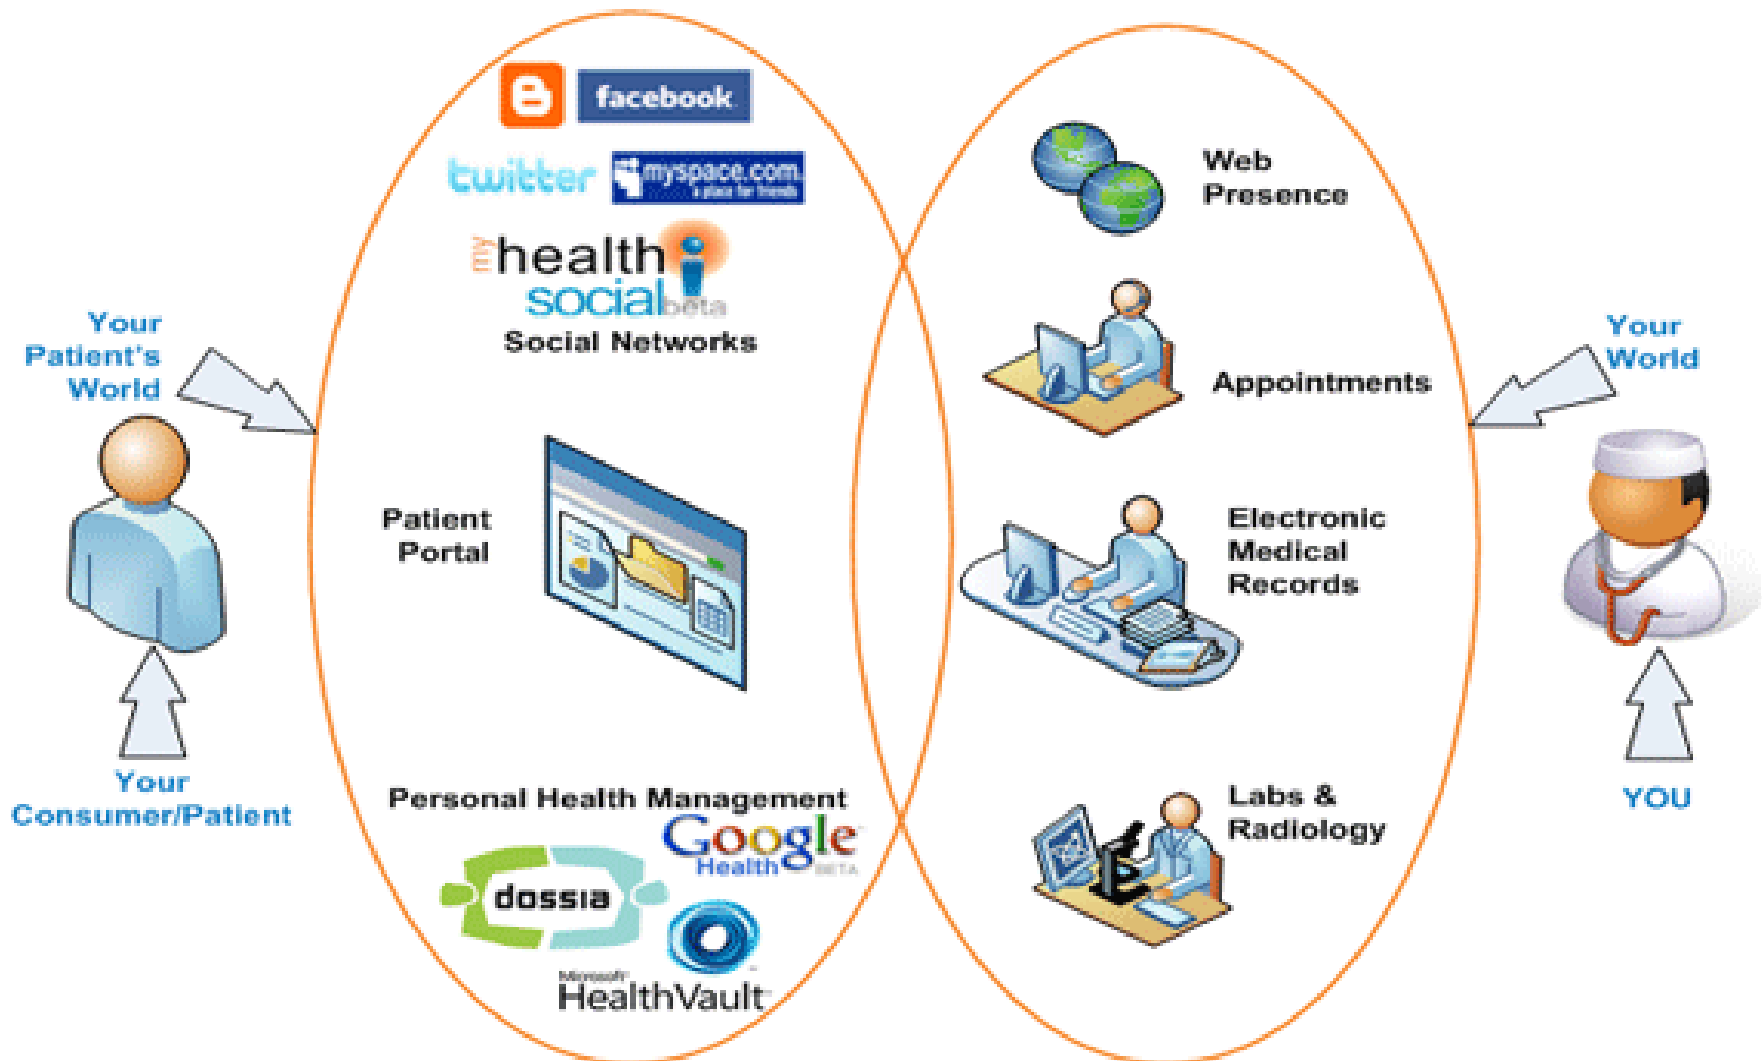 facebook
twitter
myspace.com
a place for friends
my health
social beta
Social Networks
Your
Patient's
World
Patient
Portal
Your
Consumer/Patient
Personal Health Management
Google
Health BETA
dossia
Microsoft
HealthVault
Web
Presence
Appointments
Electronic
Medical
Records
Labs &
Radiology
Your
World
YOU